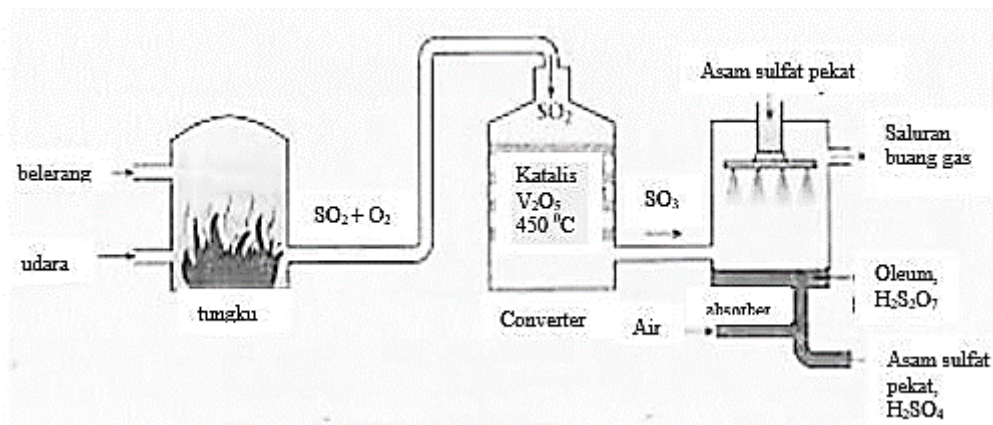 belerang
udara
tungku
SO₂ + O₂
SO₂
Katalis
V₂O₅
450 ⁰C
Converter
SO₃
Asam sulfat pekat
Saluran
buang gas
Oleum,
H₂S₂O₇
absorber
Air
Asam sulfat
pekat,
H₂SO₄